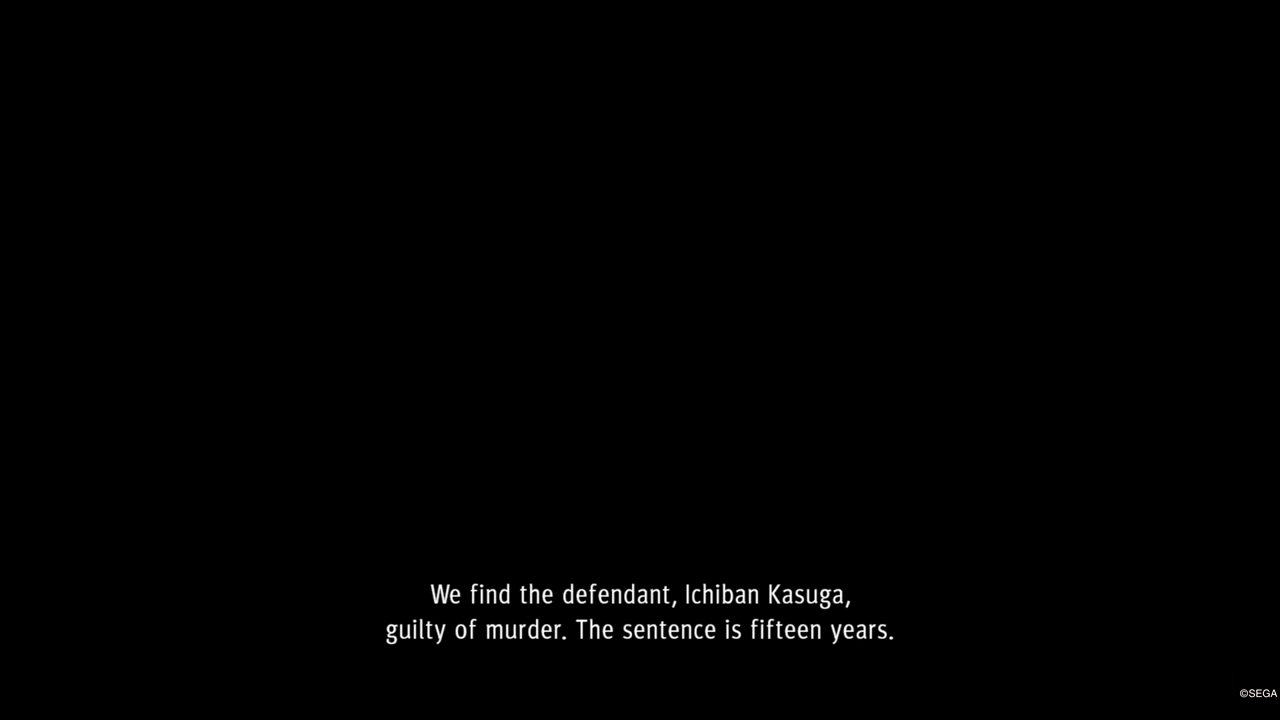 We find the defendant, Ichiban Kasuga,
guilty of murder. The sentence is fifteen years.
©SEGA